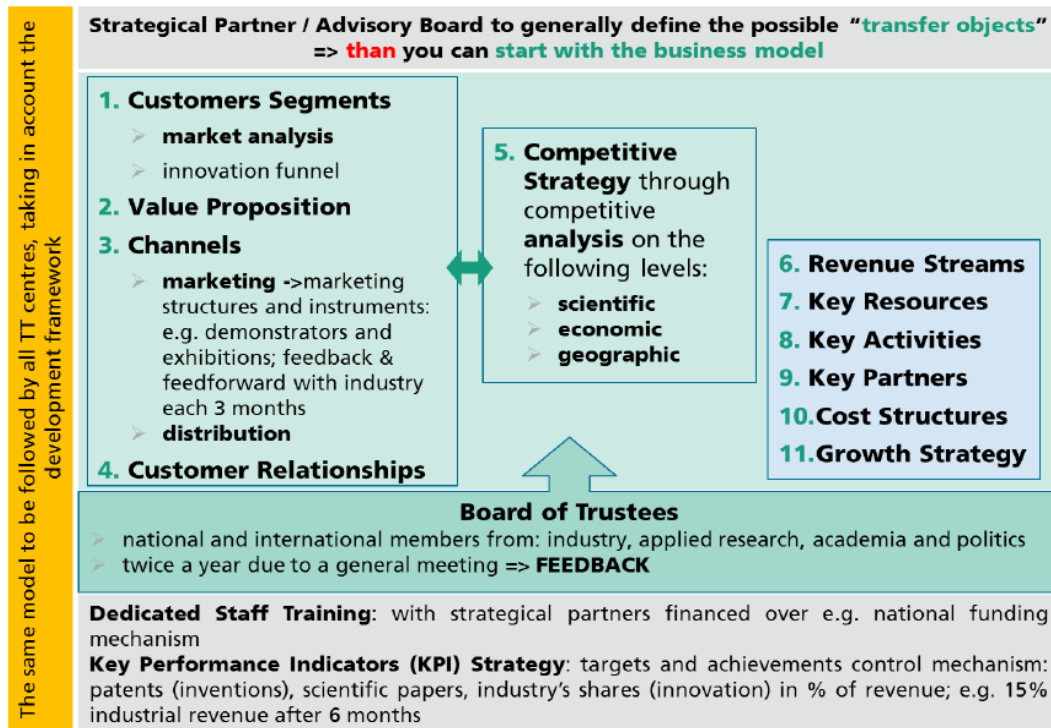 The same model to be followed by all TT centres, taking in account the
development framework
Strategical Partner / Advisory Board to generally define the possible “transfer objects”
=> than you can start with the business model
1. Customers Segments
➢ market analysis
➢ innovation funnel
2. Value Proposition
3. Channels
➢ marketing ->marketing
structures and instruments:
e.g. demonstrators and
exhibitions; feedback &
feedforward with industry
each 3 months
➢ distribution
4. Customer Relationships
5. Competitive
Strategy through
competitive
analysis on the
following levels:
➢ scientific
➢ economic
➢ geographic
6. Revenue Streams
7. Key Resources
8. Key Activities
9. Key Partners
10.Cost Structures
11.Growth Strategy
Board of Trustees
➢ national and international members from: industry, applied research, academia and politics
➢ twice a year due to a general meeting => FEEDBACK
Dedicated Staff Training: with strategical partners financed over e.g. national funding
mechanism
Key Performance Indicators (KPI) Strategy: targets and achievements control mechanism:
patents (inventions), scientific papers, industry’s shares (innovation) in % of revenue; e.g. 15%
industrial revenue after 6 months